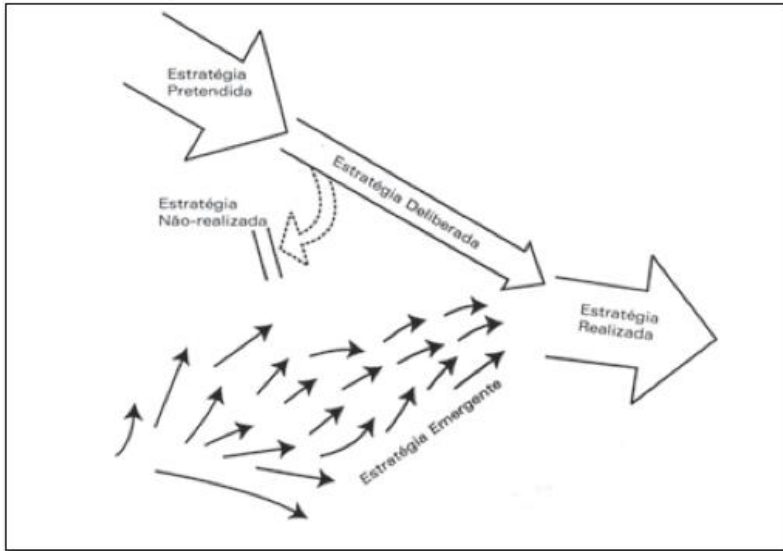 Estratégia
Pretendida
Estratégia Deliberada
Estratégia
Não-realizada
Estratégia
Realizada
Estratégia Emergente